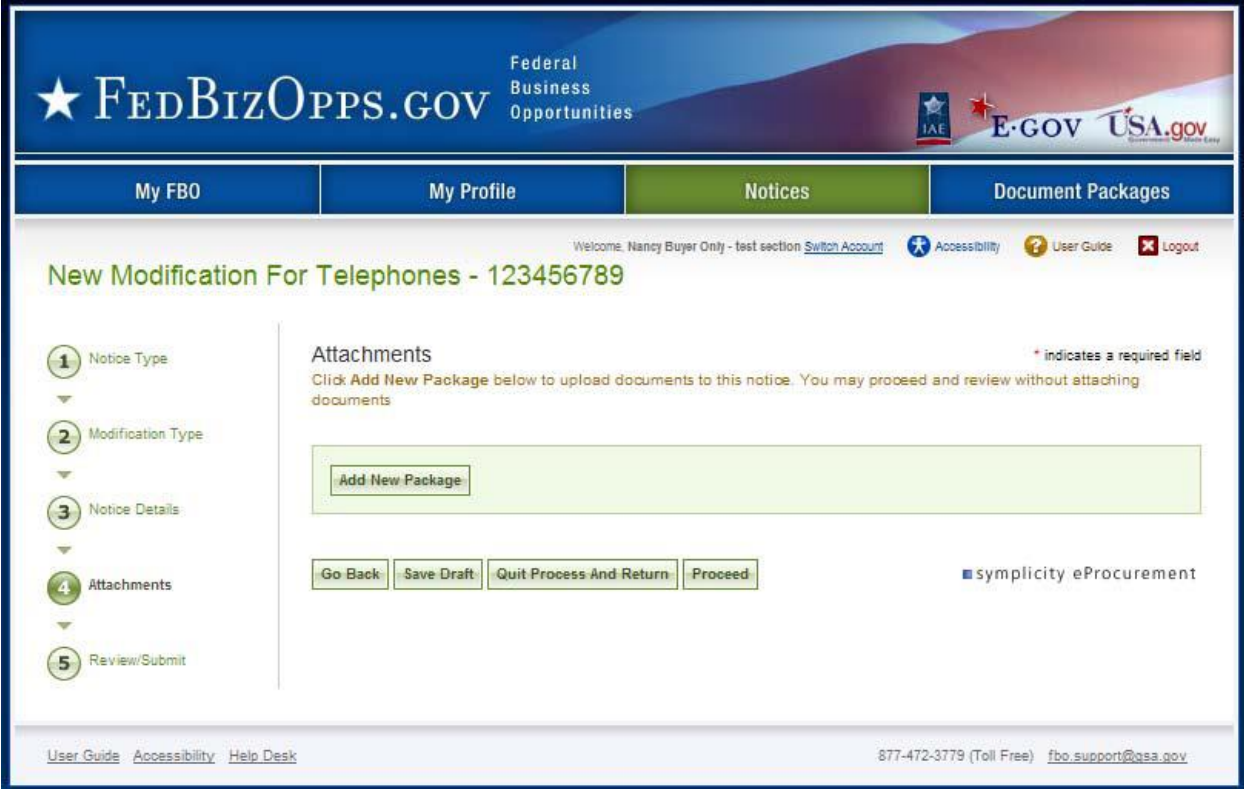 ★ FEDBIZOPPS.GOV
Federal
Business
Opportunities
IAE
E-GOV
USA.gov
Government Made Easy
My FBO
My Profile
Notices
Document Packages
Welcome, Nancy Buyer Only - test section Switch Account
Accessibility
User Guide
Logout
New Modification For Telephones - 123456789
1 Notice Type
2 Modification Type
3 Notice Details
4 Attachments
5 Review/Submit
Attachments
* indicates a required field
Click Add New Package below to upload documents to this notice. You may proceed and review without attaching
documents
Add New Package
Go Back
Save Draft
Quit Process And Return
Proceed
symplicity eProcurement
User Guide Accessibility Help Desk
877-472-3779 (Toll Free) fbo.support@gsa.gov